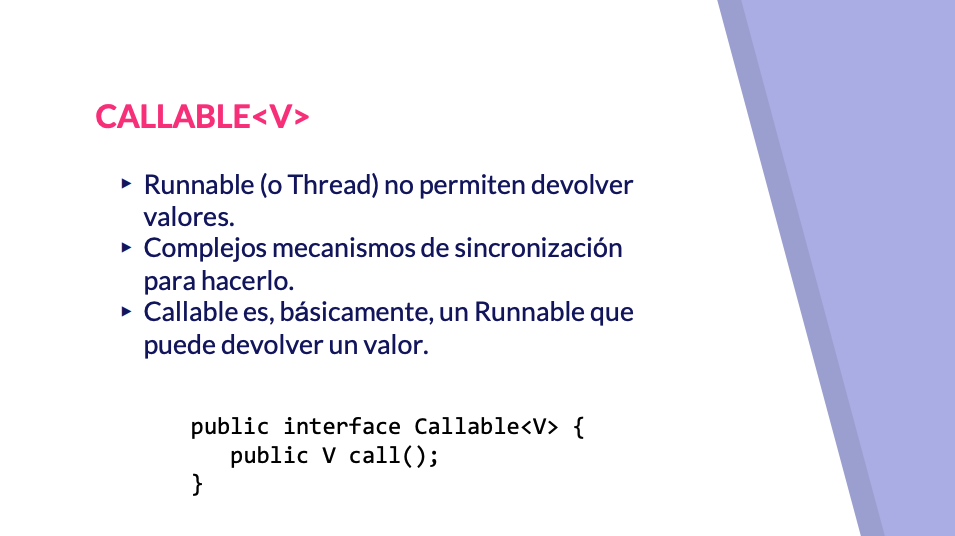 CALLABLE<V>
▸ Runnable (o Thread) no permiten devolver
valores.
▸ Complejos mecanismos de sincronización
para hacerlo.
▸ Callable es, básicamente, un Runnable que
puede devolver un valor.
public interface Callable<V> {
   public V call();
}